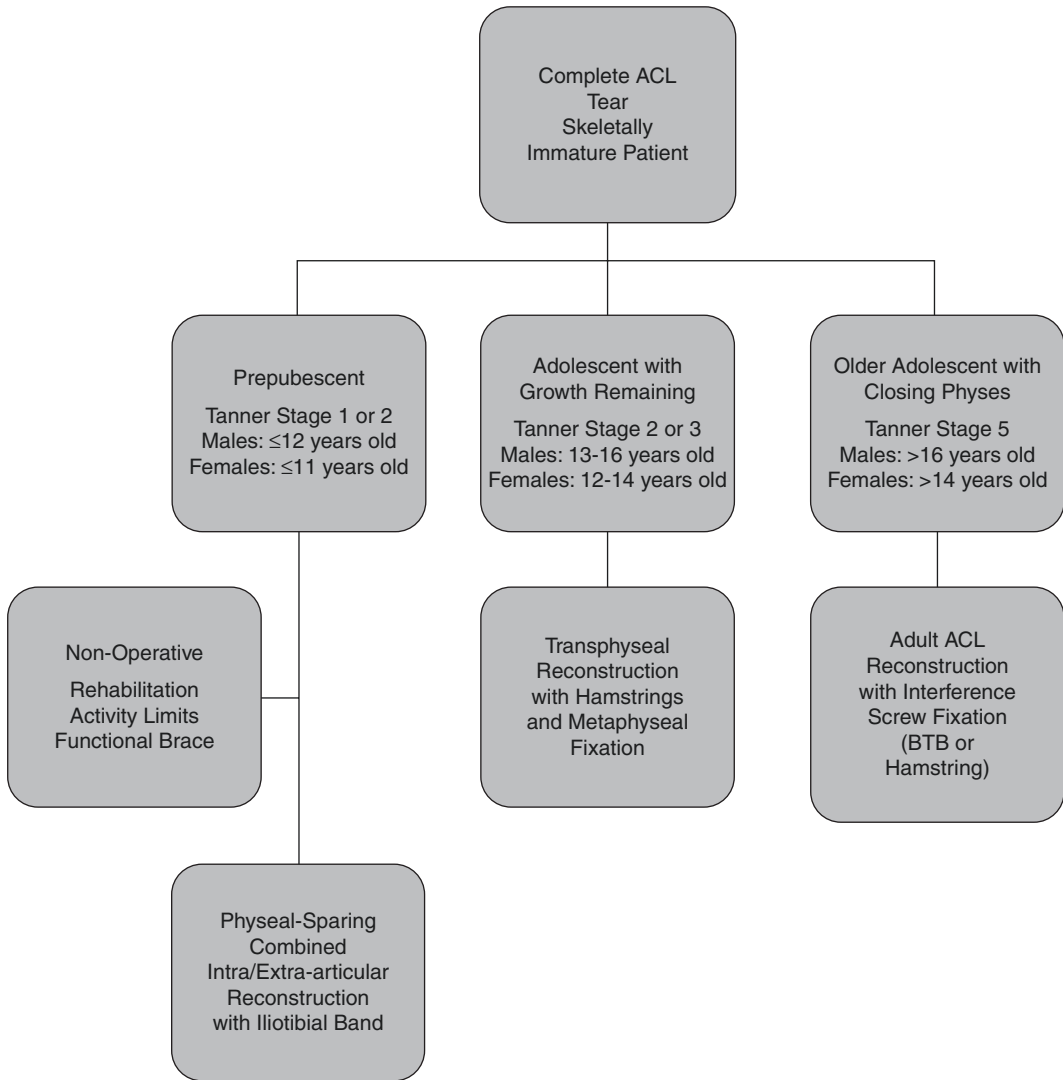 Complete ACL
Tear
Skeletally
Immature Patient
Prepubescent
Tanner Stage 1 or 2
Males: ≤12 years old
Females: ≤11 years old
Adolescent with
Growth Remaining
Tanner Stage 2 or 3
Males: 13-16 years old
Females: 12-14 years old
Older Adolescent with
Closing Physes
Tanner Stage 5
Males: >16 years old
Females: >14 years old
Non-Operative
Rehabilitation
Activity Limits
Functional Brace
Transphyseal
Reconstruction
with Hamstrings
and Metaphyseal
Fixation
Adult ACL
Reconstruction
with Interference
Screw Fixation
(BTB or
Hamstring)
Physeal-Sparing
Combined
Intra/Extra-articular
Reconstruction
with Iliotibial Band